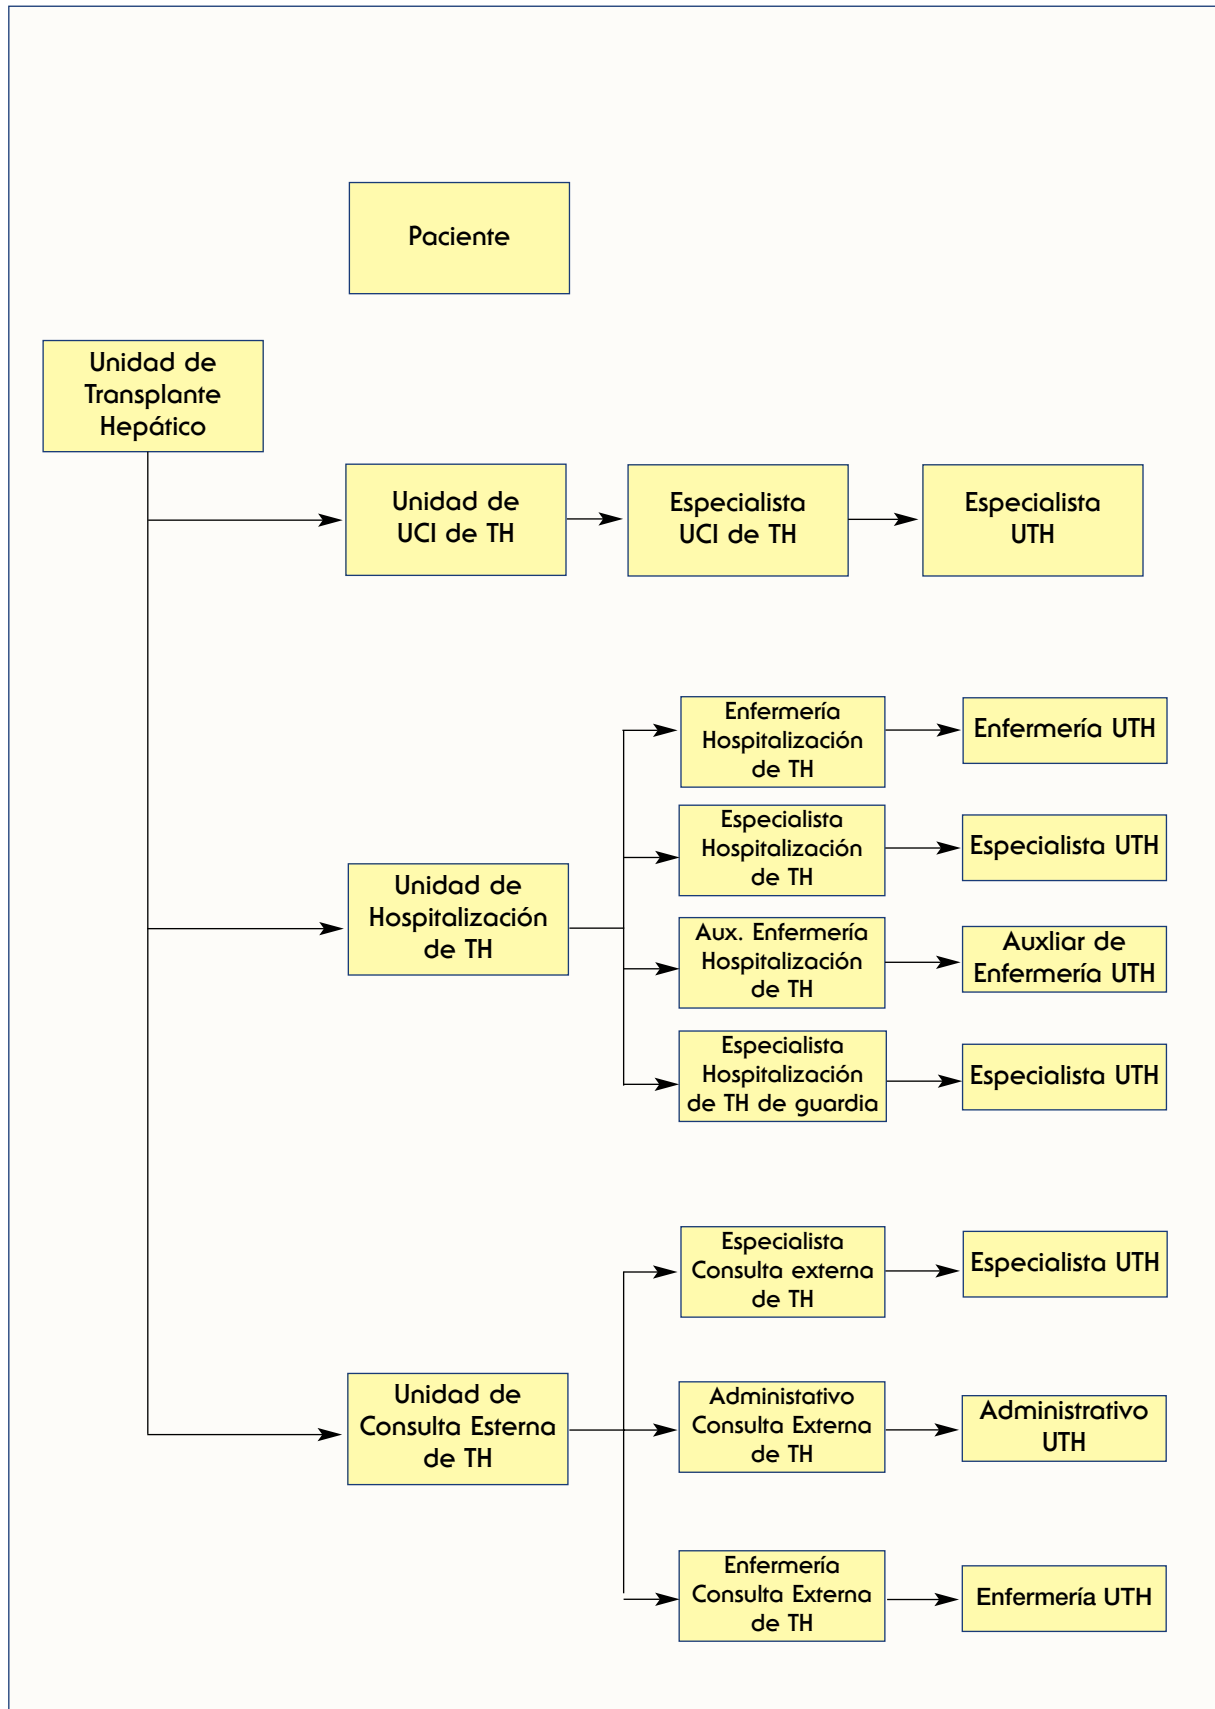 Paciente
Unidad de
Transplante
Hepático
Unidad de
UCI de TH
Especialista
UCI de TH
Especialista
UTH
Unidad de
Hospitalización
de TH
Enfermería
Hospitalización
de TH
Enfermería UTH
Especialista
Hospitalización
de TH
Especialista UTH
Aux. Enfermería
Hospitalización
de TH
Auxliar de
Enfermería UTH
Especialista
Hospitalización
de TH de guardia
Especialista UTH
Unidad de
Consulta Esterna
de TH
Especialista
Consulta externa
de TH
Especialista UTH
Administativo
Consulta Externa
de TH
Administrativo
UTH
Enfermería
Consulta Externa
de TH
Enfermería UTH